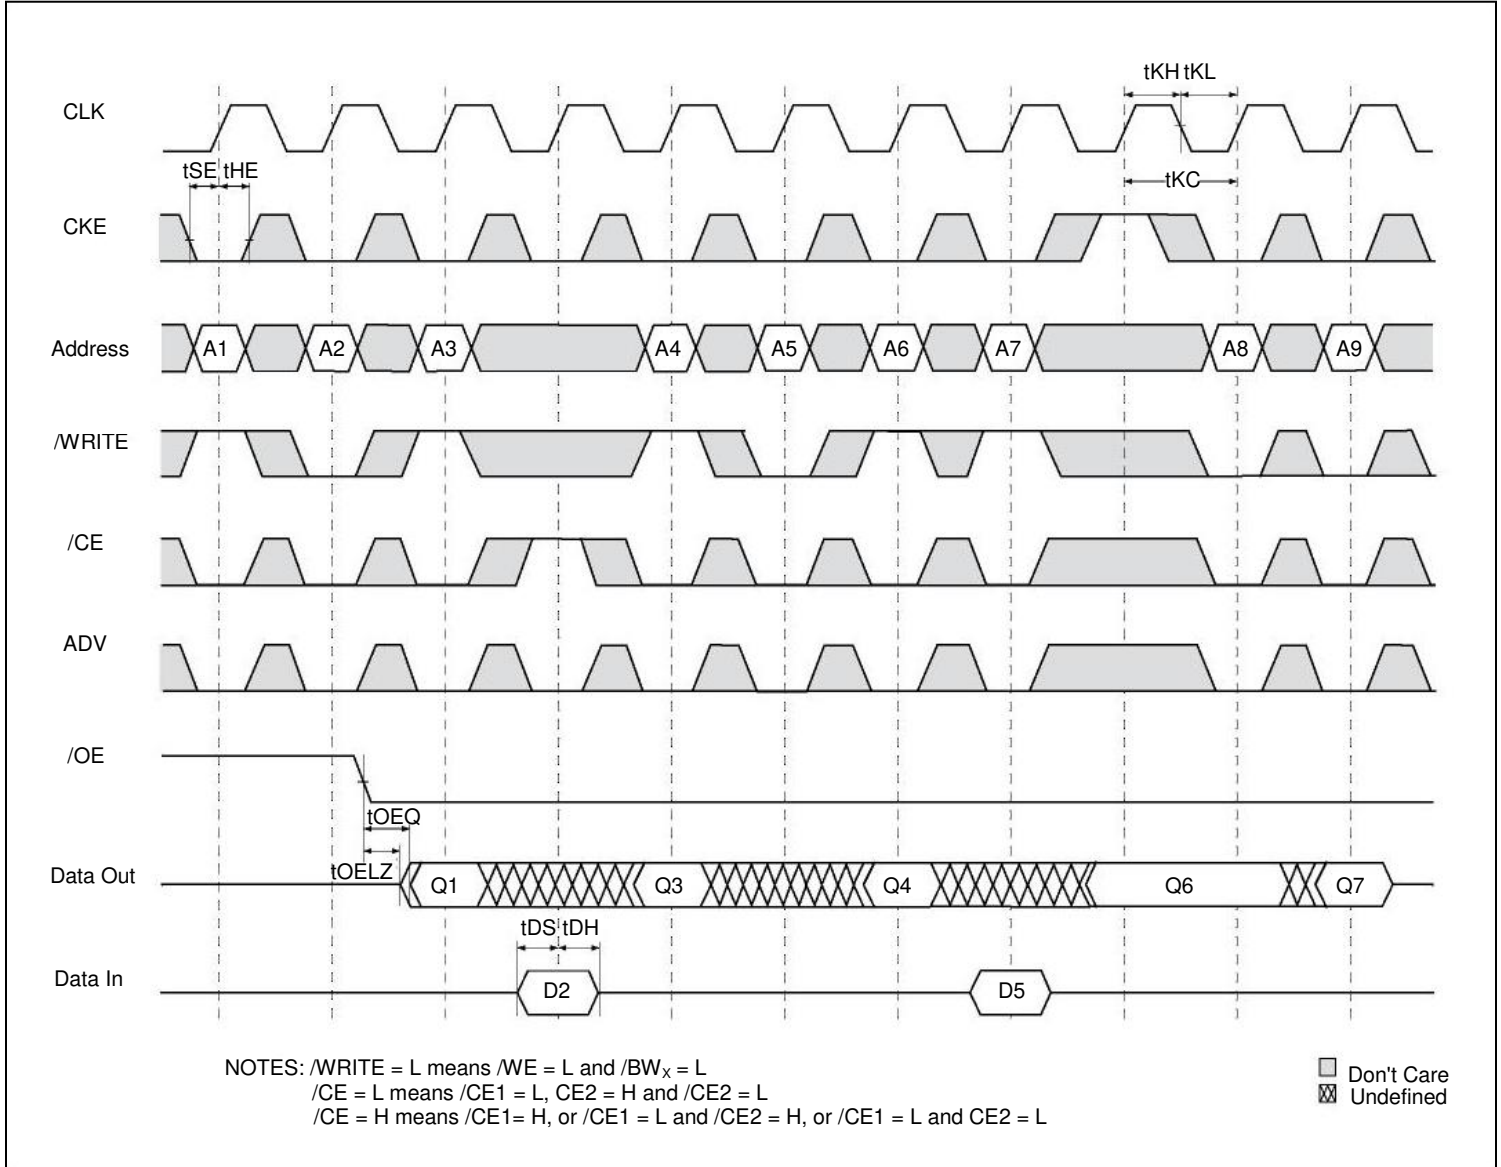 tKH tKL
CLK
tSE tHE
tKC
CKE
Address A1 A2 A3 A4 A5 A6 A7 A8 A9
/WRITE
/CE
ADV
/OE
tOEQ
tOELZ
Data Out Q1 Q3 Q4 Q6 Q7
tDS tDH
Data In D2 D5
NOTES: /WRITE = L means /WE = L and /BWX = L
/CE = L means /CE1 = L, CE2 = H and /CE2 = L
/CE = H means /CE1= H, or /CE1 = L and /CE2 = H, or /CE1 = L and CE2 = L
Don't Care
Undefined